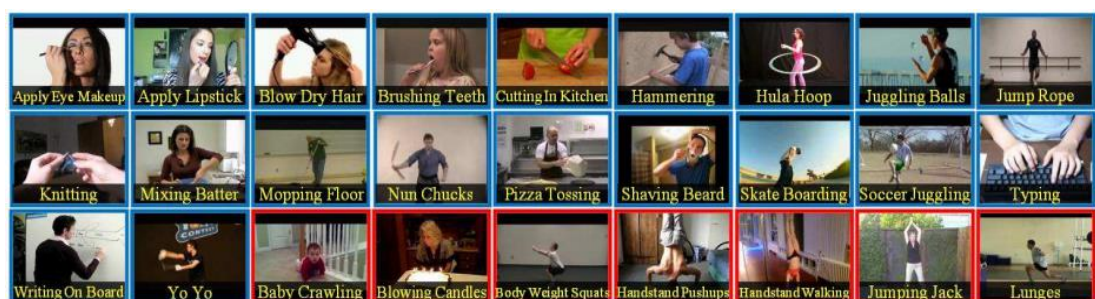 Apply Eye Makeup
Apply Lipstick
Blow Dry Hair
Brushing Teeth
Cutting In Kitchen
Hammering
Hula Hoop
Juggling Balls
Jump Rope
Knitting
Mixing Batter
Mopping Floor
Nun Chucks
Pizza Tossing
Shaving Beard
Skate Boarding
Soccer Juggling
Typing
Writing On Board
Yo Yo
Baby Crawling
Blowing Candles
Body Weight Squats
Handstand Pushups
Handstand Walking
Jumping Jack
Lunges